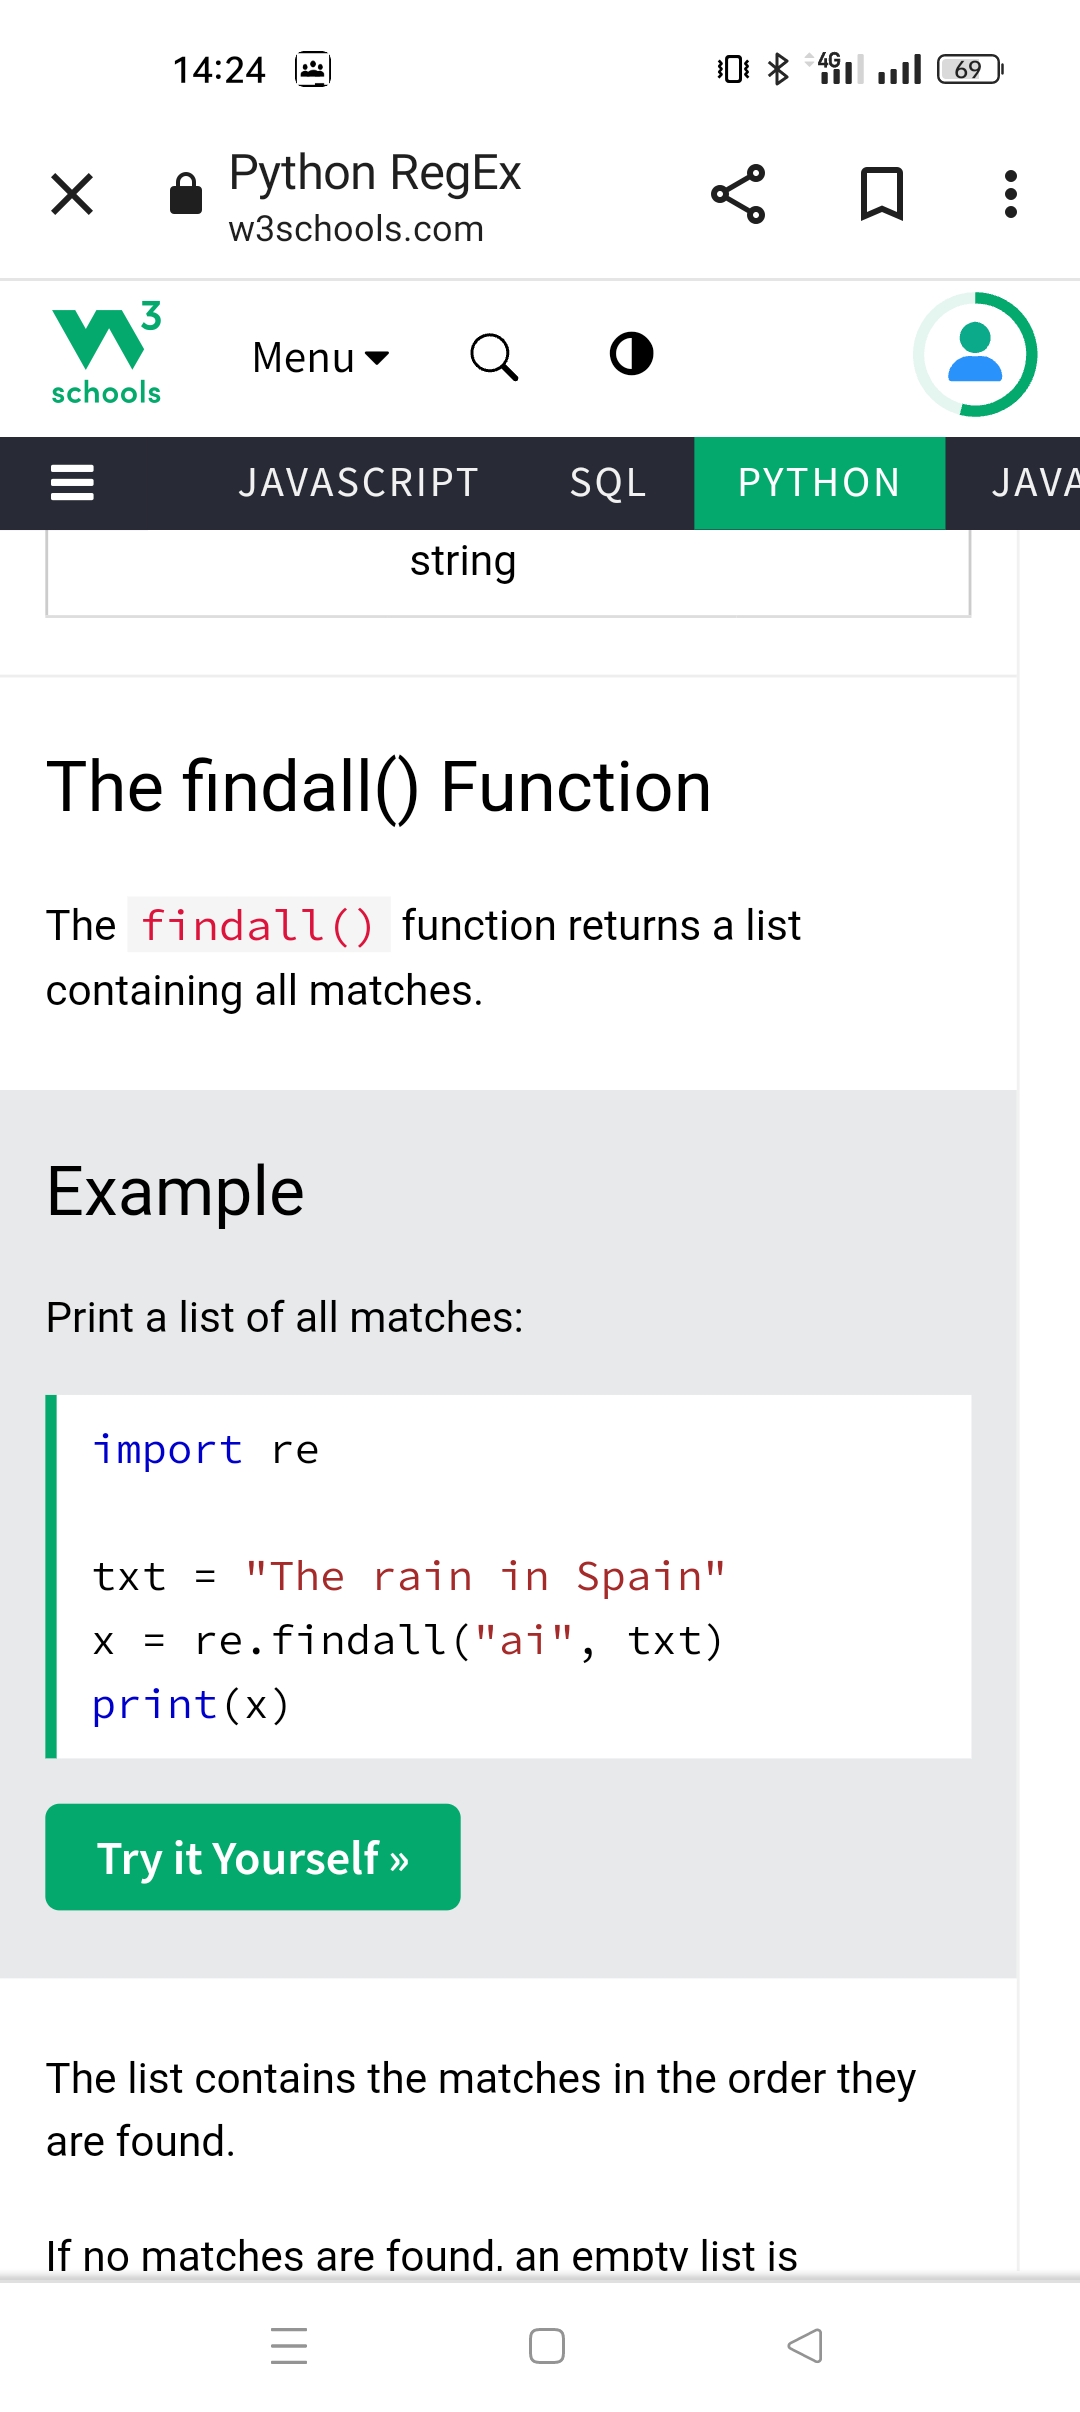 14:24
4G
69
Python RegEx
w3schools.com
3
schools
Menu
JAVASCRIPT SQL PYTHON JAVA
string
The findall() Function
The findall() function returns a list
containing all matches.
Example
Print a list of all matches:
import re
txt = "The rain in Spain"
x = re.findall("ai", txt)
print(x)
Try it Yourself »
The list contains the matches in the order they
are found.
If no matches are found, an empty list is